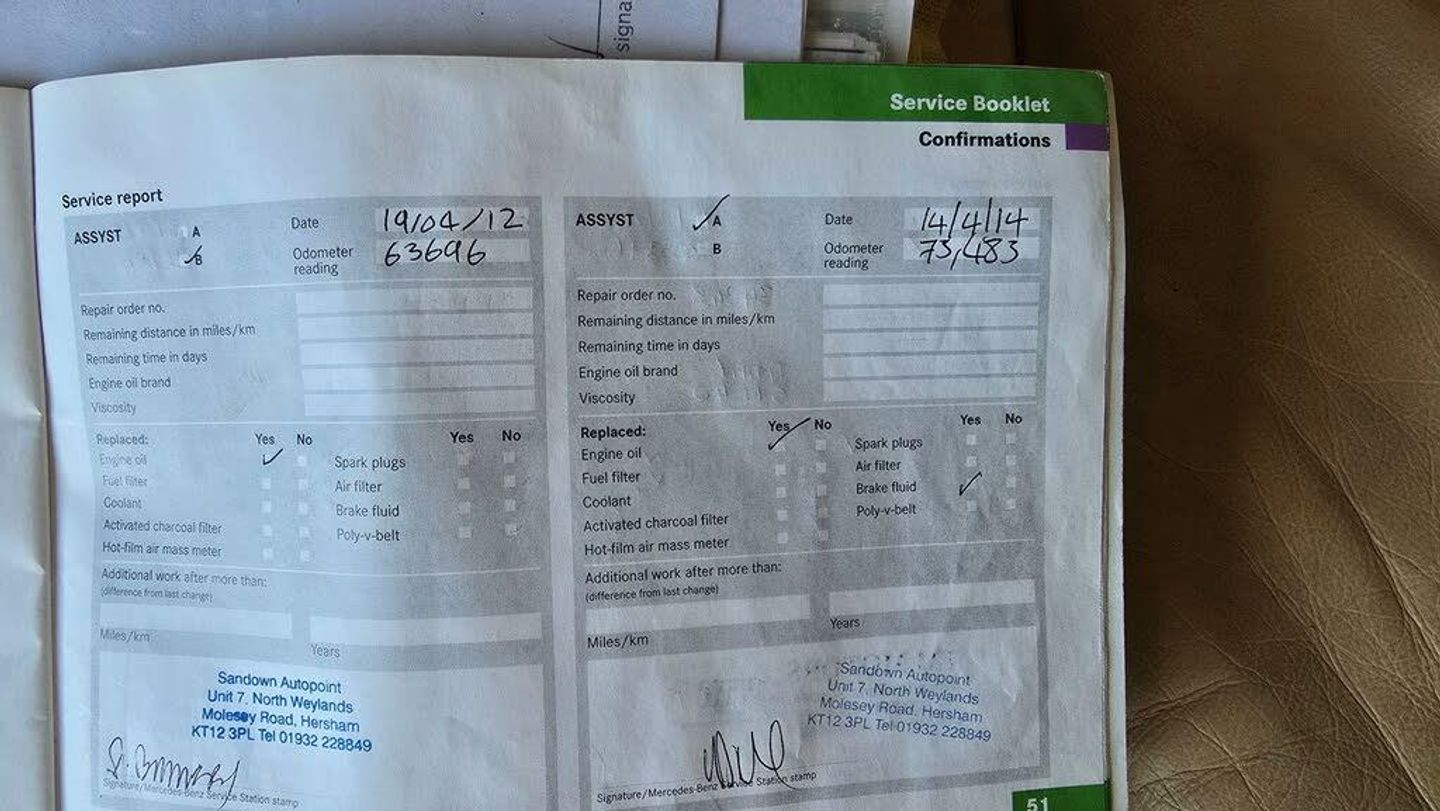 signa
Service Booklet
Confirmations
Service report
ASSYST
A
B
Date 19/04/12
Odometer reading 63696
Repair order no.
Remaining distance in miles/km
Remaining time in days
Engine oil brand
Viscosity
Replaced: Yes No Yes No
Engine oil Spark plugs
Fuel filter Air filter
Coolant Brake fluid
Activated charcoal filter Poly-v-belt
Hot-film air mass meter
Additional work after more than:
(difference from last change)
Miles/km Years
Sandown Autopoint
Unit 7, North Weylands
Molesey Road, Hersham
KT12 3PL Tel 01932 228849
Signature/Mercedes-Benz Service Station stamp
ASSYST
A
B
Date 14/4/14
Odometer reading 73,483
Repair order no.
Remaining distance in miles/km
Remaining time in days
Engine oil brand
Viscosity
Replaced: Yes No Yes No
Engine oil Spark plugs
Fuel filter Air filter
Coolant Brake fluid
Activated charcoal filter Poly-v-belt
Hot-film air mass meter
Additional work after more than:
(difference from last change)
Miles/km Years
Sandown Autopoint
Unit 7, North Weylands
Molesey Road, Hersham
KT12 3PL Tel 01932 228849
Signature/Mercedes-Benz Service Station stamp
51